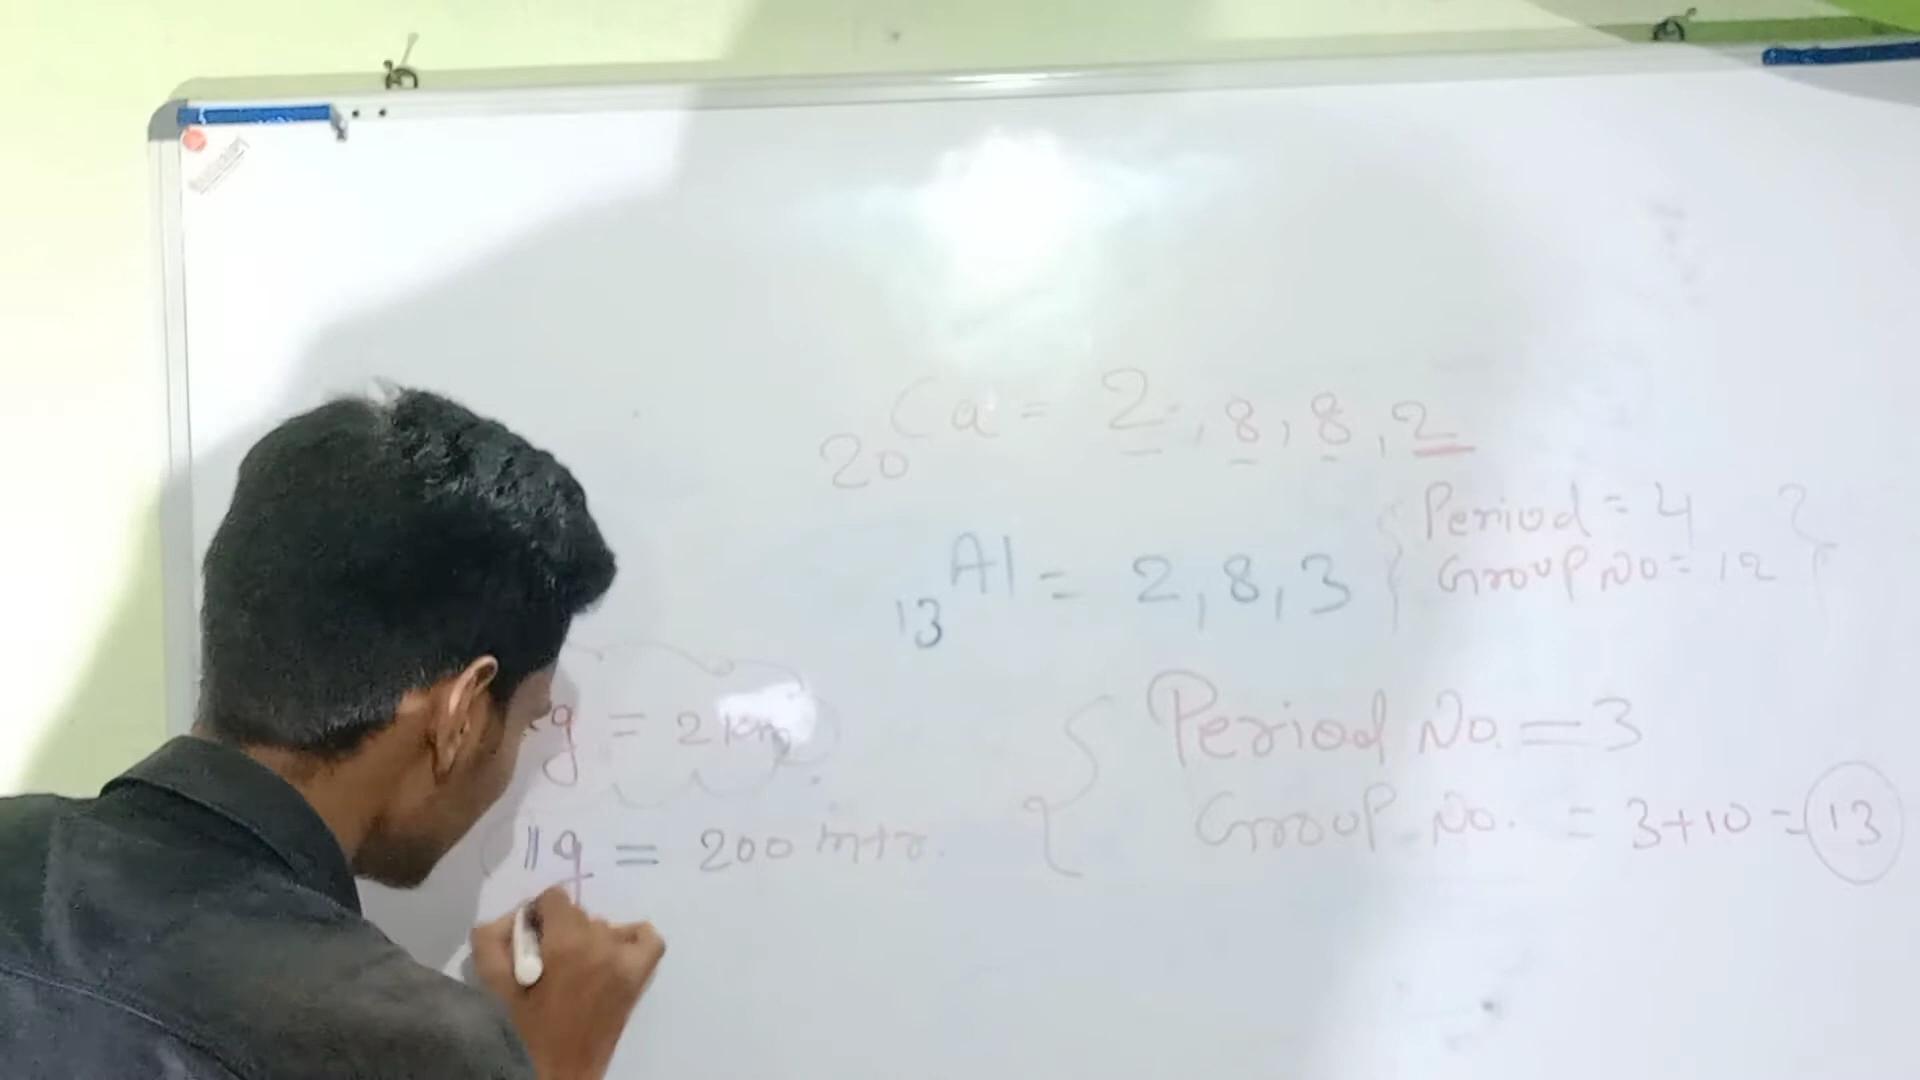 20Ca = 2, 8, 8, 2
Period = 4
Group No = 12
13Al = 2, 8, 3
g = 2 km
Period No. = 3
g = 200 mtr.
Group No. = 3+10 = 13